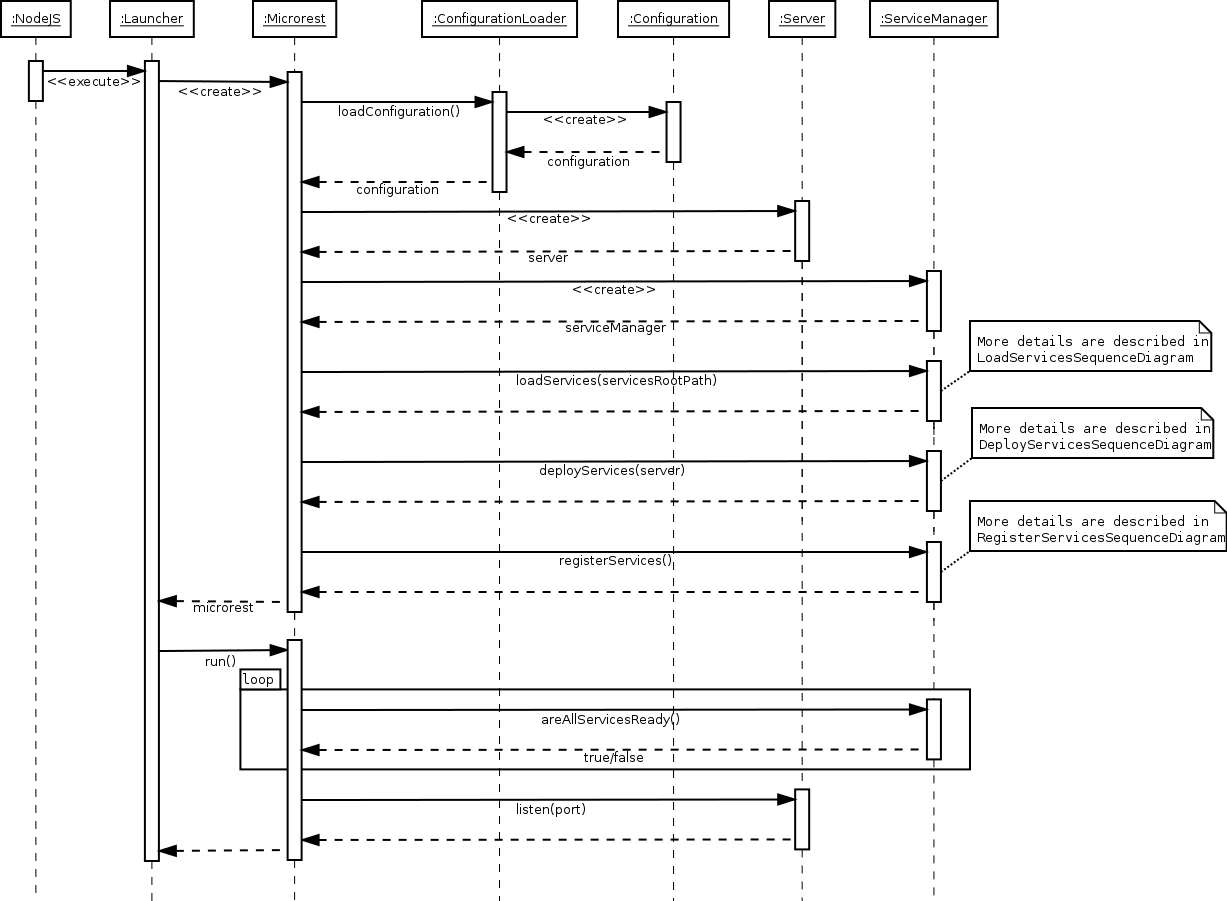 :NodeJS
:Launcher
:Microrest
:ConfigurationLoader
:Configuration
:Server
:ServiceManager
<<execute>>
<<create>>
loadConfiguration()
<<create>>
configuration
configuration
<<create>>
server
<<create>>
serviceManager
More details are described in
LoadServicesSequenceDiagram
loadServices(servicesRootPath)
More details are described in
DeployServicesSequenceDiagram
deployServices(server)
More details are described in
RegisterServicesSequenceDiagram
registerServices()
microrest
run()
loop
areAllServicesReady()
true/false
listen(port)